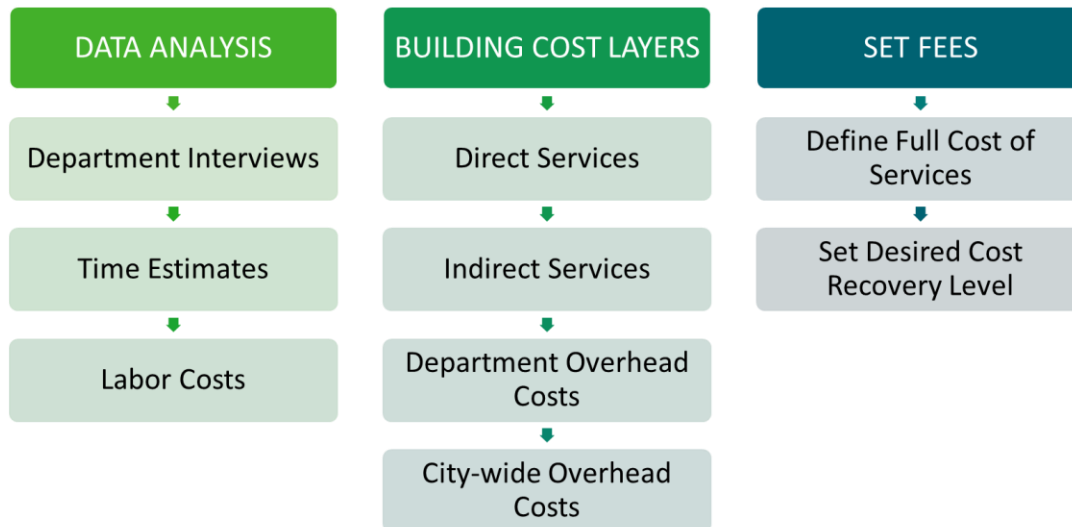 DATA ANALYSIS
Department Interviews
Time Estimates
Labor Costs
BUILDING COST LAYERS
Direct Services
Indirect Services
Department Overhead
Costs
City-wide Overhead
Costs
SET FEES
Define Full Cost of
Services
Set Desired Cost
Recovery Level